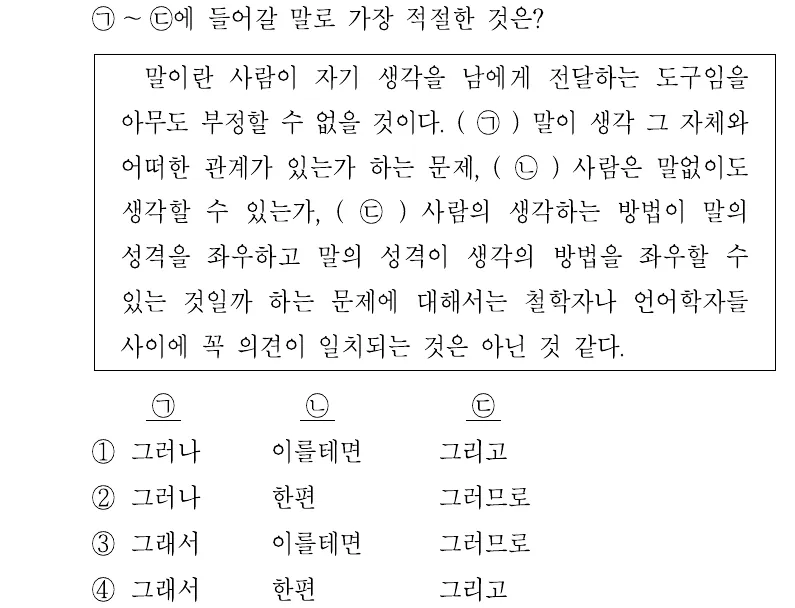 ㉠ ~ ㉢에 들어갈 말로 가장 적절한 것은?
말이란 사람이 자기 생각을 남에게 전달하는 도구임을
아무도 부정할 수 없을 것이다. ( ㉠ ) 말이 생각 그 자체와
어떠한 관계가 있는가 하는 문제, ( ㉡ ) 사람은 말없이도
생각할 수 있는가, ( ㉢ ) 사람의 생각하는 방법이 말의
성격을 좌우하고 말의 성격이 생각의 방법을 좌우할 수
있는 것일까 하는 문제에 대해서는 철학자나 언어학자들
사이에 꼭 의견이 일치되는 것은 아닌 것 같다.
㉠ ㉡ ㉢
① 그러나 이를테면 그리고
② 그러나 한편 그러므로
③ 그래서 이를테면 그러므로
④ 그래서 한편 그리고